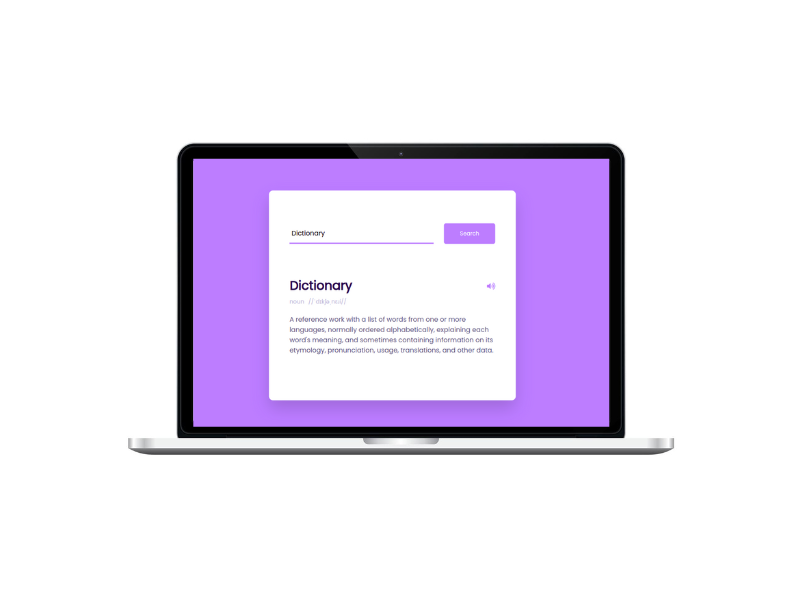 Dictionary
Search
Dictionary
noun
A reference work with a list of words from one or more
languages, normally ordered alphabetically, explaining each
word's meaning, and sometimes containing information on its
etymology, pronunciation, usage, translations, and other data.